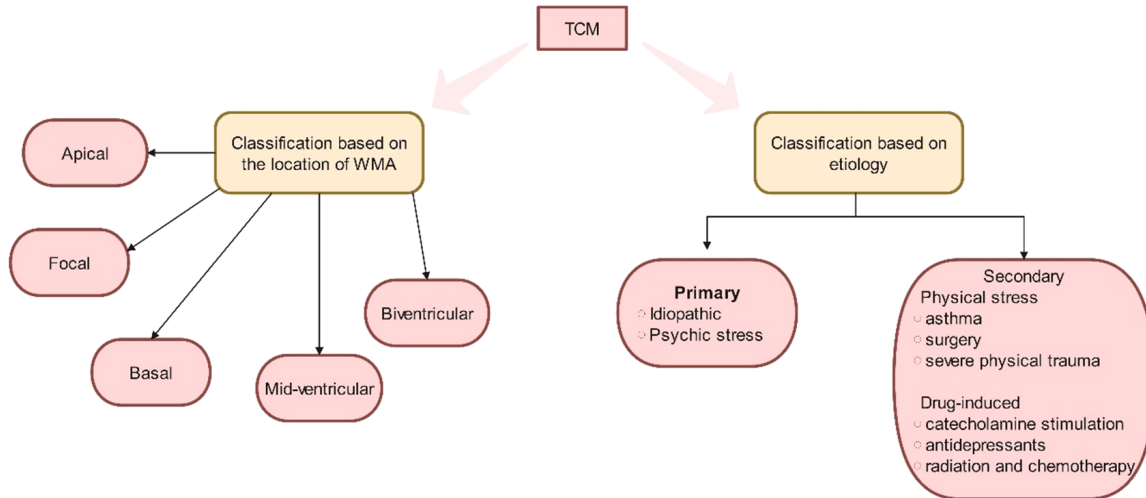 TCM
Classification based on
the location of WMA
Apical
Focal
Basal
Mid-ventricular
Biventricular
Classification based on
etiology
Primary
○ Idiopathic
○ Psychic stress
Secondary
Physical stress
○ asthma
○ surgery
○ severe physical trauma
Drug-induced
○ catecholamine stimulation
○ antidepressants
○ radiation and chemotherapy